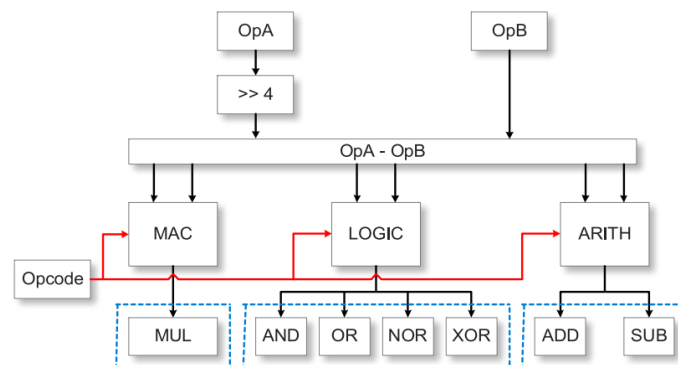 OpA
OpB
>> 4
OpA - OpB
MAC
LOGIC
ARITH
Opcode
MUL
AND
OR
NOR
XOR
ADD
SUB